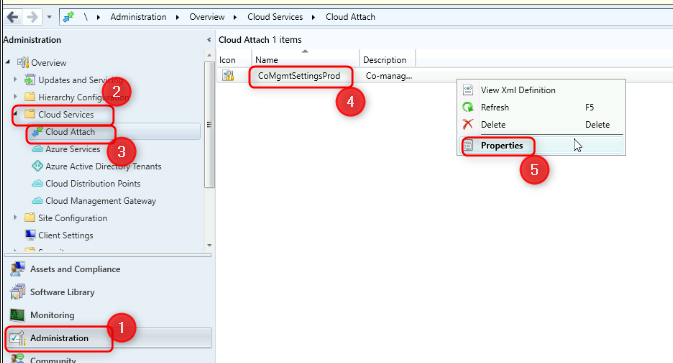 \ Administration ▸ Overview ▸ Cloud Services ▸ Cloud Attach
Administration
Overview
Updates and Servicing
2
Hierarchy Configuration
Cloud Services
Cloud Attach
3
Azure Services
Azure Active Directory Tenants
Cloud Distribution Points
Cloud Management Gateway
Site Configuration
Client Settings
Assets and Compliance
Software Library
Monitoring
1
Administration
Community
Cloud Attach 1 items
Icon Name Description
CoMgmtSettingsProd Co-manag...
4
View Xml Definition
Refresh F5
Delete Delete
Properties
5